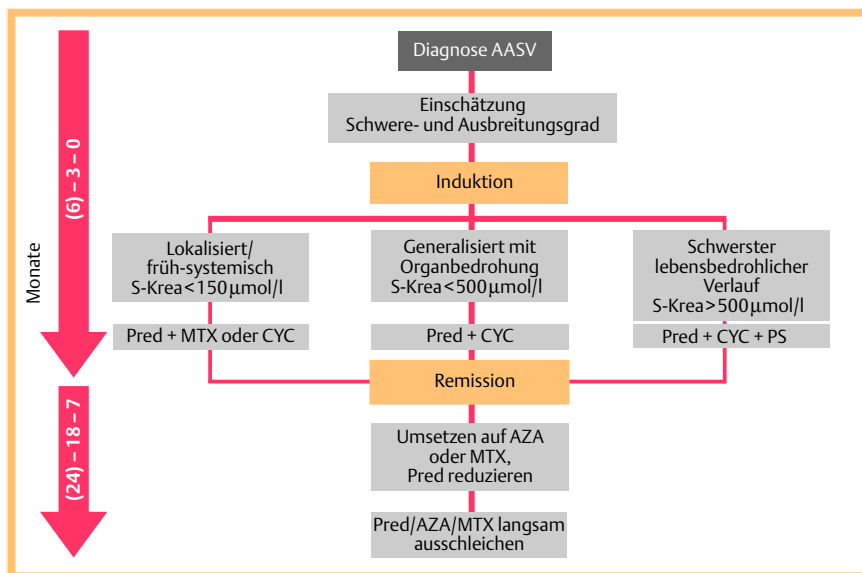 Diagnose AASV
Einschätzung
Schwere- und Ausbreitungsgrad
Induktion
Lokalisiert/
früh-systemisch
S-Krea<150µmol/l
Generalisiert mit
Organbedrohung
S-Krea<500µmol/l
Schwerster
lebensbedrohlicher
Verlauf
S-Krea>500µmol/l
Pred + MTX oder CYC
Pred + CYC
Pred + CYC + PS
Remission
Umsetzen auf AZA
oder MTX,
Pred reduzieren
Pred/AZA/MTX langsam
ausschleichen
Monate
(6) – 3 – 0
(24) – 18 – 7